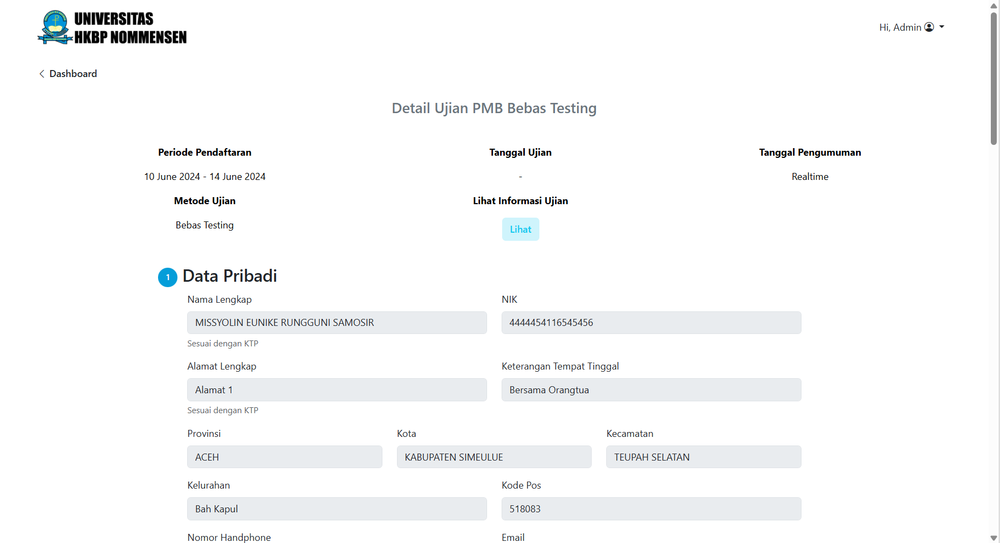 UNIVERSITAS
HKBP NOMMENSEN
Hi, Admin
Dashboard
Detail Ujian PMB Bebas Testing
Periode Pendaftaran
Tanggal Ujian
Tanggal Pengumuman
10 June 2024 - 14 June 2024
-
Realtime
Metode Ujian
Lihat Informasi Ujian
Bebas Testing
Lihat
1 Data Pribadi
Nama Lengkap
NIK
MISSYOLIN EUNIKE RUNGGUNI SAMOSIR
4444454116545456
Sesuai dengan KTP
Alamat Lengkap
Keterangan Tempat Tinggal
Alamat 1
Bersama Orangtua
Sesuai dengan KTP
Provinsi
Kota
Kecamatan
ACEH
KABUPATEN SIMEULUE
TEUPAH SELATAN
Kelurahan
Kode Pos
Bah Kapul
518083
Nomor Handphone
Email